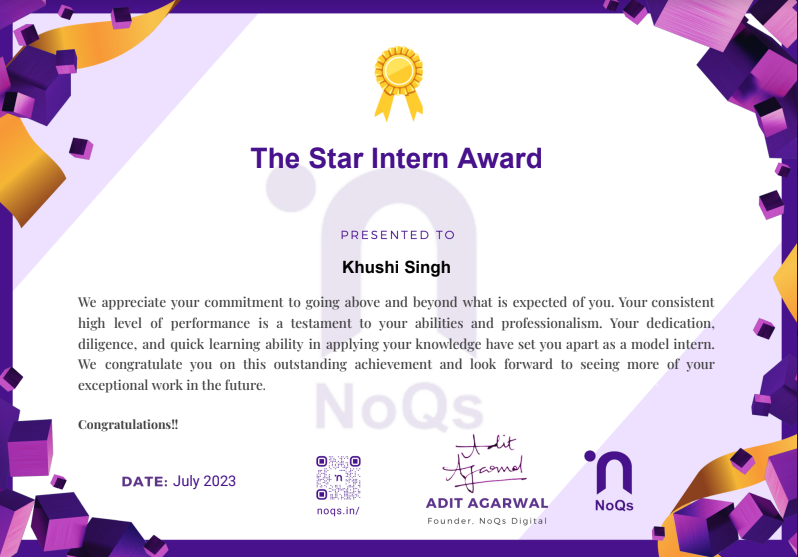 The Star Intern Award
PRESENTED TO
Khushi Singh
We appreciate your commitment to going above and beyond what is expected of you. Your consistent
high level of performance is a testament to your abilities and professionalism. Your dedication,
diligence, and quick learning ability in applying your knowledge have set you apart as a model intern.
We congratulate you on this outstanding achievement and look forward to seeing more of your
exceptional work in the future.
NoQs
Congratulations!!
DATE: July 2023
noqs.in/
Adit
Agarwal
ADIT AGARWAL
Founder, NoQs Digital
NoQs